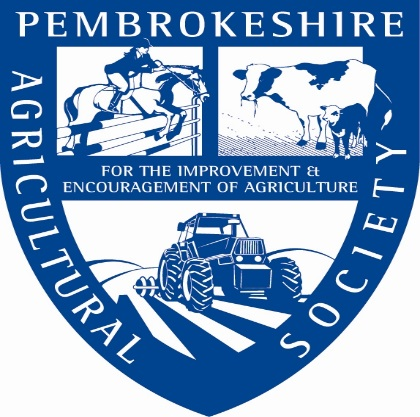 PEMBROKESHIRE
AGRICULTURAL
SOCIETY
FOR THE IMPROVEMENT &
ENCOURAGEMENT OF AGRICULTURE